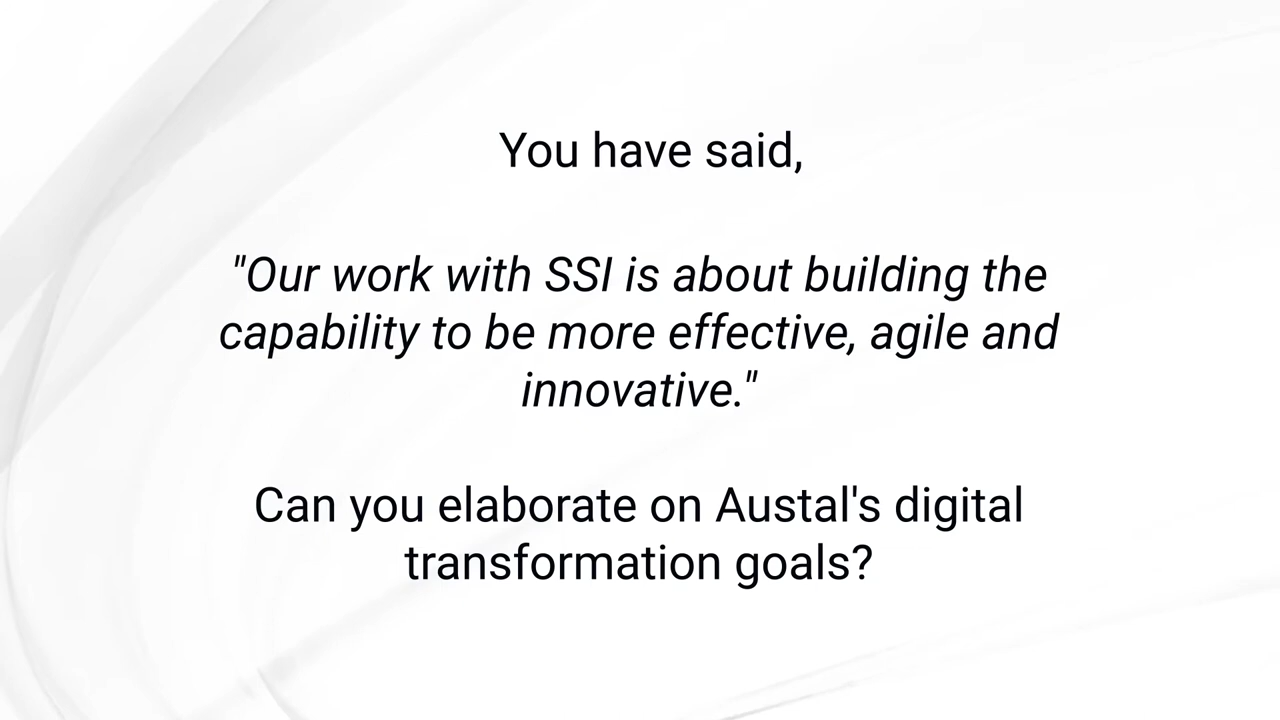 You have said,
"Our work with SSI is about building the
capability to be more effective, agile and
innovative."
Can you elaborate on Austal's digital
transformation goals?